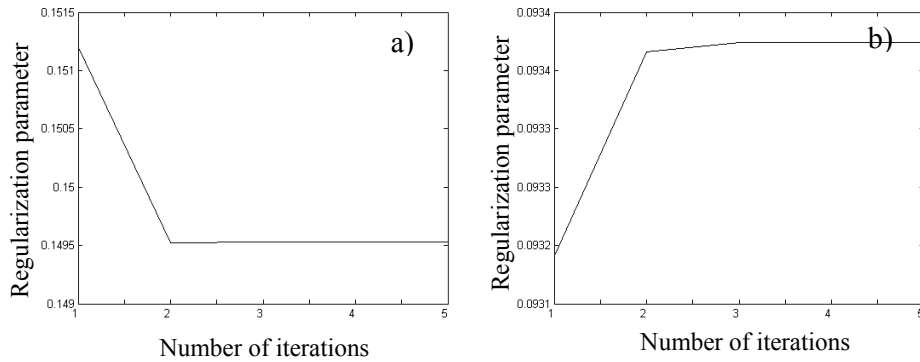 a)
Regularization parameter
0.1515
0.151
0.1505
0.15
0.1495
0.149
1 2 3 4 5
Number of iterations
b)
Regularization parameter
0.0934
0.0934
0.0933
0.0933
0.0932
0.0931
1 2 3 4 5
Number of iterations